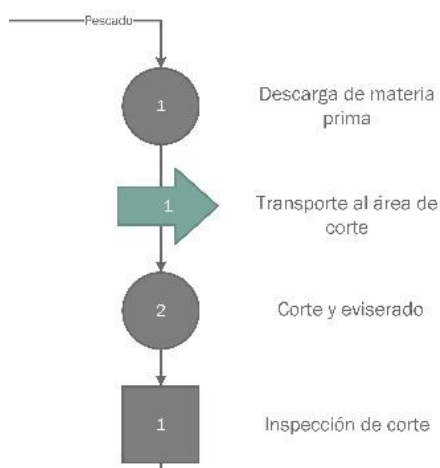 Pescado
1
Descarga de materia
prima
1
Transporte al área de
corte
2
Corte y eviserado
1
Inspección de corte